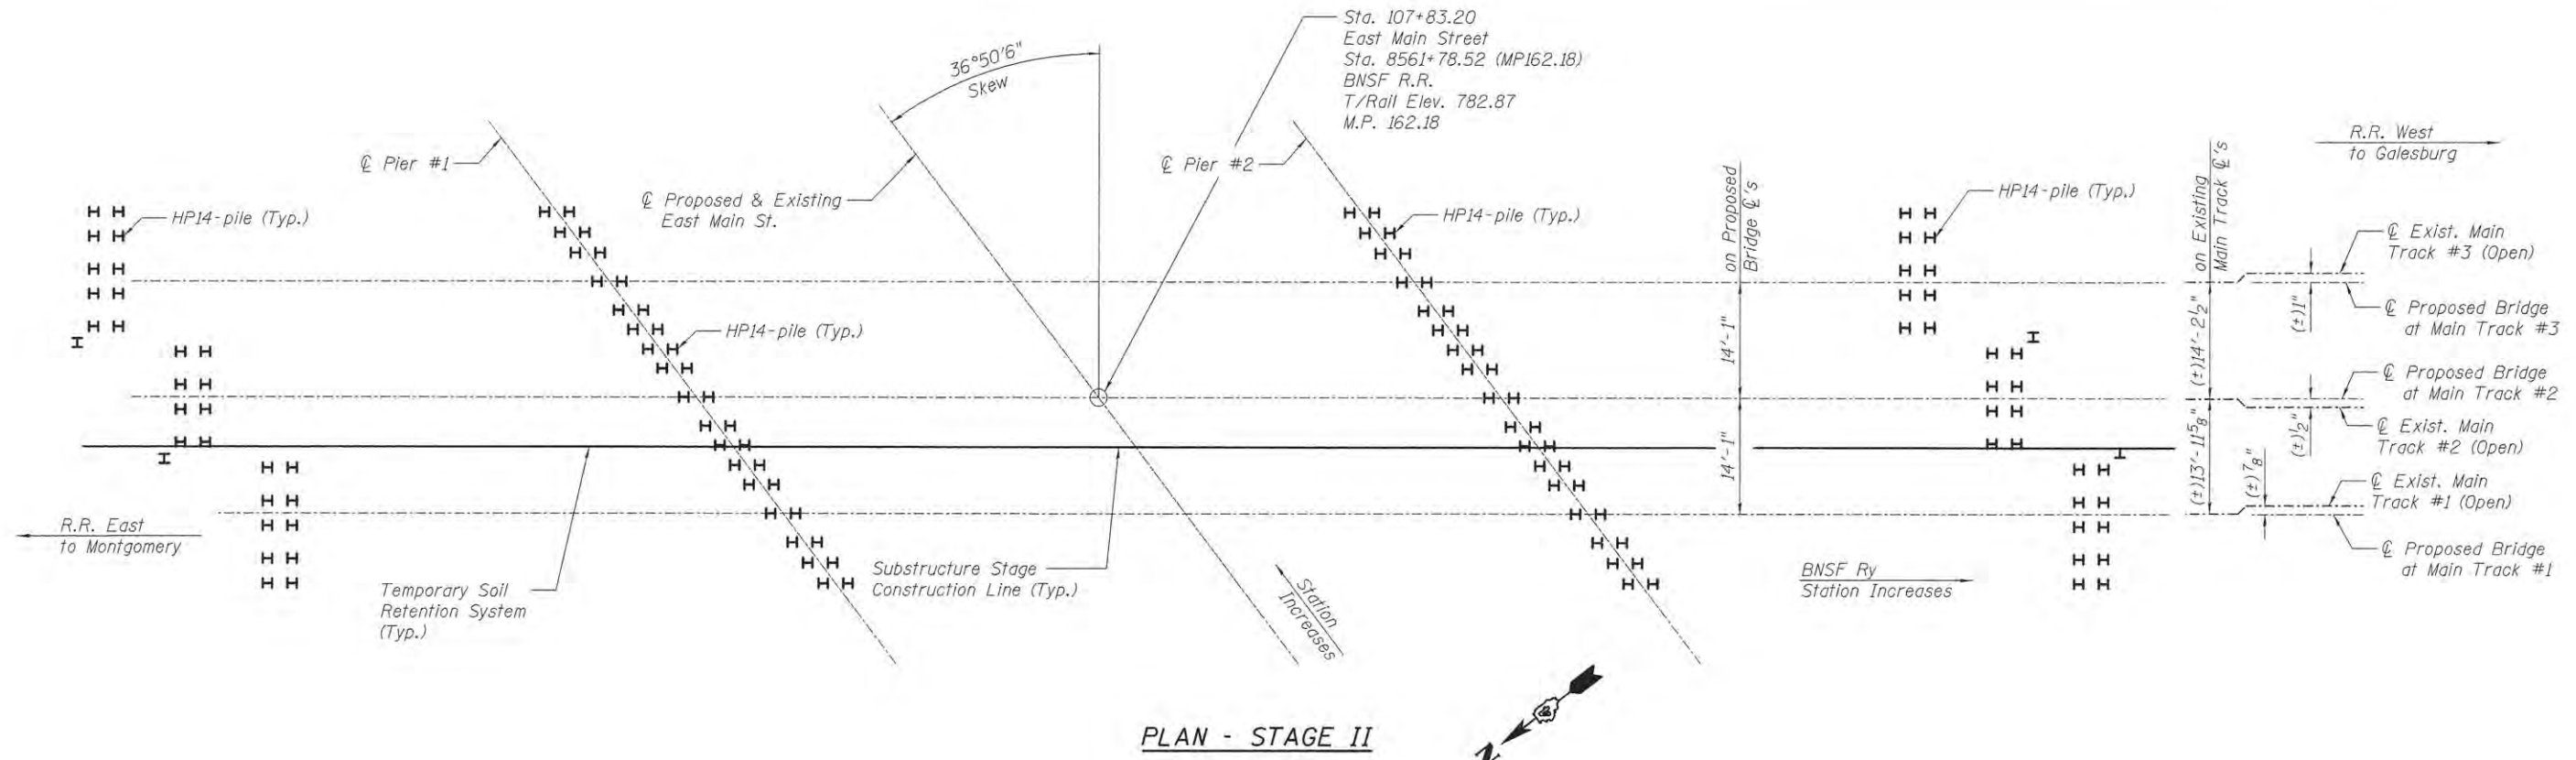 Sta. 107+83.20
East Main Street
Sta. 8561+78.52 (MP162.18)
BNSF R.R.
T/Rail Elev. 782.87
M.P. 162.18
36°50'6"
Skew
℄ Pier #1
℄ Proposed & Existing
East Main St.
℄ Pier #2
HP14-pile (Typ.)
HP14-pile (Typ.)
HP14-pile (Typ.)
HP14-pile (Typ.)
on Proposed
Bridge ℄'s
14'-1"
14'-1"
on Existing
Main Track ℄'s
(±)14'-2½"
(±)13'-11⅝"
R.R. West
to Galesburg
℄ Exist. Main
Track #3 (Open)
(±)1"
℄ Proposed Bridge
at Main Track #3
℄ Proposed Bridge
at Main Track #2
(±)½"
℄ Exist. Main
Track #2 (Open)
(±)⅞"
℄ Exist. Main
Track #1 (Open)
℄ Proposed Bridge
at Main Track #1
R.R. East
to Montgomery
Temporary Soil
Retention System
(Typ.)
Substructure Stage
Construction Line (Typ.)
Station
Increases
BNSF Ry
Station Increases
PLAN - STAGE II
N